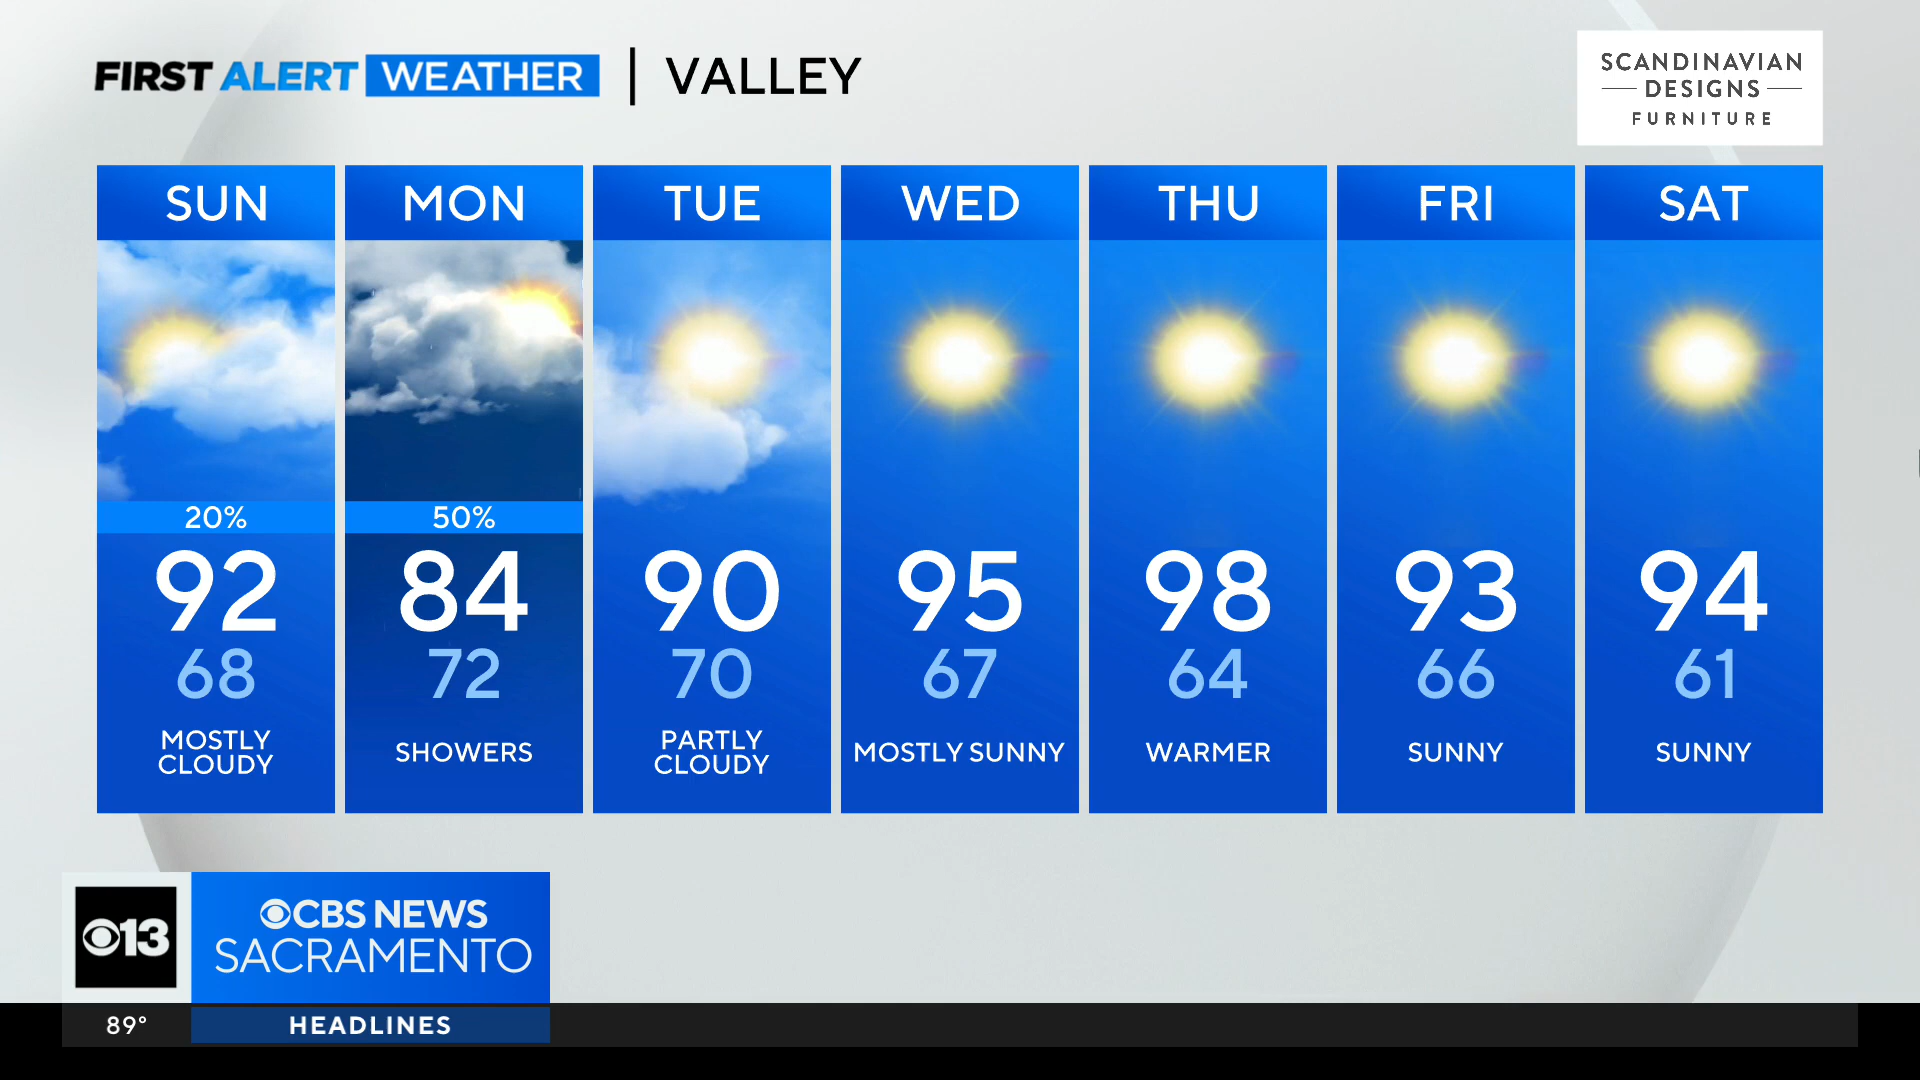 FIRST ALERT WEATHER | VALLEY
SCANDINAVIAN
DESIGNS
FURNITURE
SUN
20%
92
68
MOSTLY
CLOUDY
MON
50%
84
72
SHOWERS
TUE
90
70
PARTLY
CLOUDY
WED
95
67
MOSTLY SUNNY
THU
98
64
WARMER
FRI
93
66
SUNNY
SAT
94
61
SUNNY
13
CBS NEWS
SACRAMENTO
89°
HEADLINES